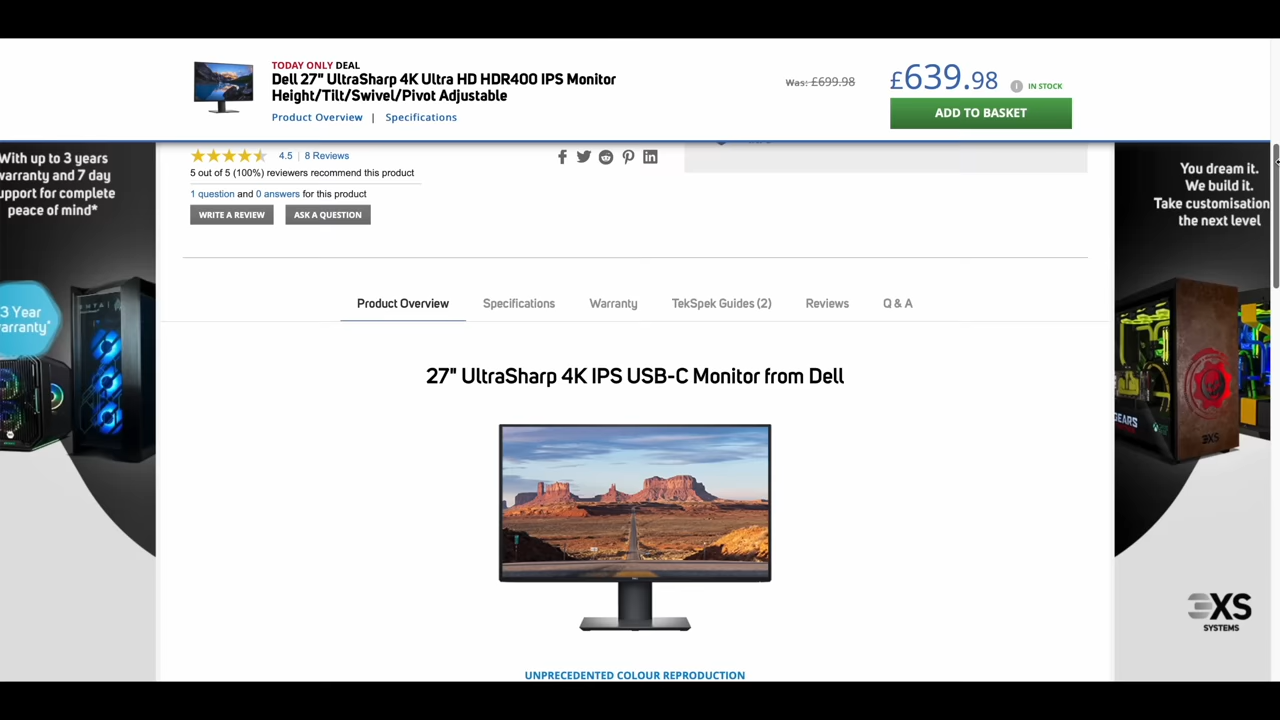 TODAY ONLY DEAL
Dell 27" UltraSharp 4K Ultra HD HDR400 IPS Monitor
Height/Tilt/Swivel/Pivot Adjustable
Product Overview | Specifications
Was: £699.98
£639.98
i IN STOCK
ADD TO BASKET
With up to 3 years
warranty and 7 day
support for complete
peace of mind*
3 Year
4.5 | 8 Reviews
5 out of 5 (100%) reviewers recommend this product
1 question and 0 answers for this product
WRITE A REVIEW
ASK A QUESTION
You dream it.
We build it.
Take customisation
the next level
Product Overview
Specifications
Warranty
TekSpek Guides (2)
Reviews
Q & A
27" UltraSharp 4K IPS USB-C Monitor from Dell
GEARS
3XS
3XS
SYSTEMS
UNPRECEDENTED COLOUR REPRODUCTION